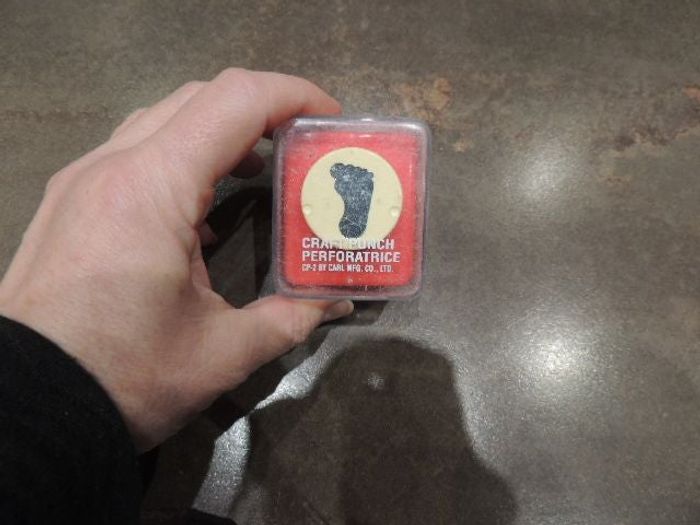 CRAFT PUNCH
PERFORATRICE
CP-2 BY CARL MFG. CO., LTD.